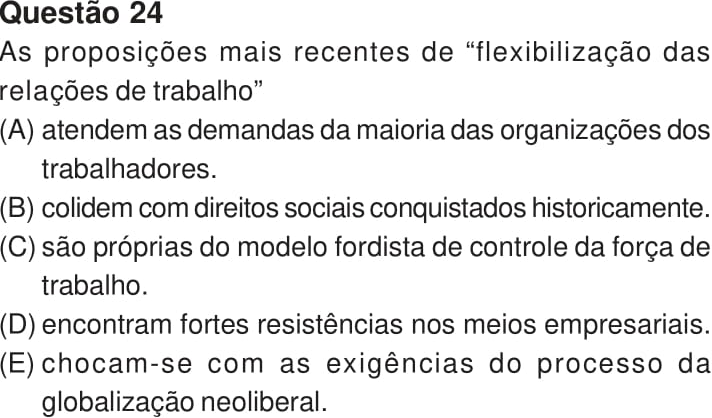 Questão 24
As proposições mais recentes de “flexibilização das
relações de trabalho”
(A) atendem as demandas da maioria das organizações dos
trabalhadores.
(B) colidem com direitos sociais conquistados historicamente.
(C) são próprias do modelo fordista de controle da força de
trabalho.
(D) encontram fortes resistências nos meios empresariais.
(E) chocam-se com as exigências do processo da
globalização neoliberal.